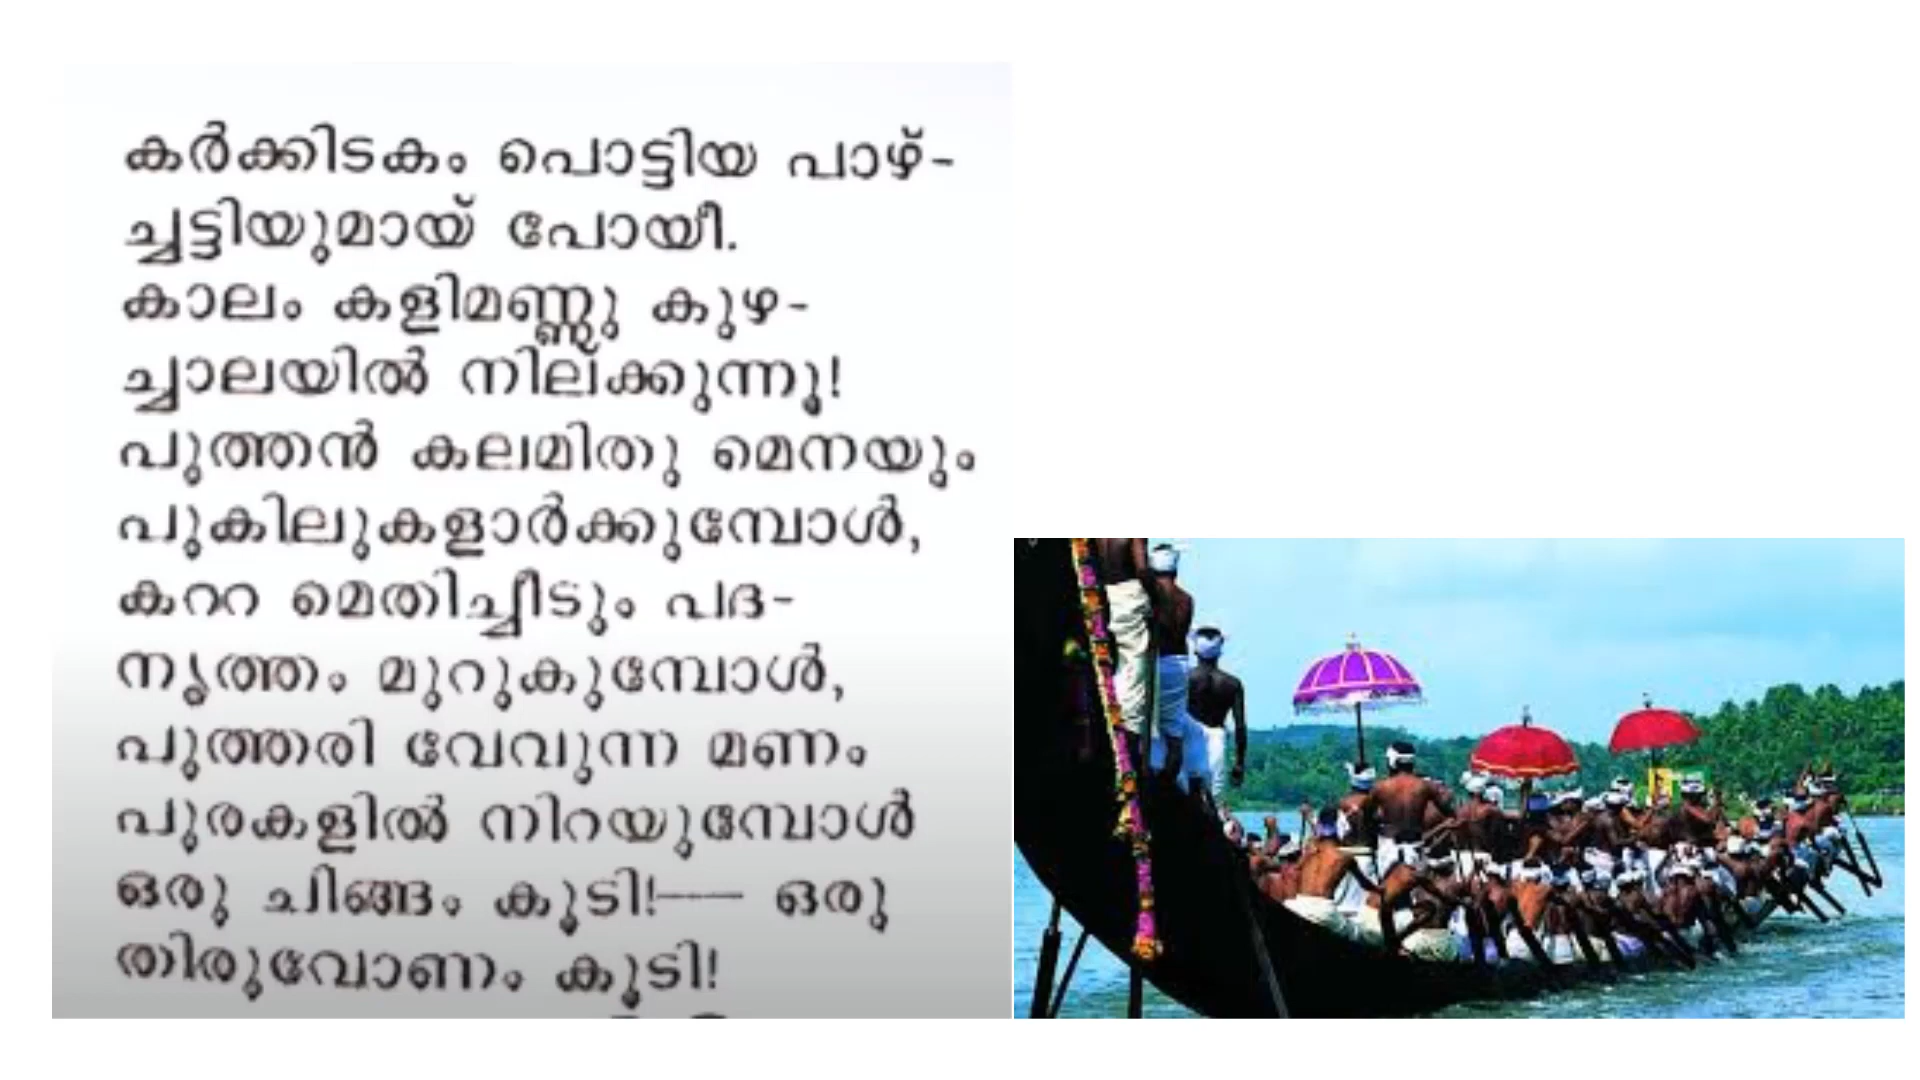 കർക്കിടകം പൊട്ടിയ പാഴ്-
ച്ചട്ടിയുമായ് പോയീ.
കാലം കളിമണ്ണു കുഴ-
ച്ചാലയിൽ നില്ക്കുന്നൂ!
പുത്തൻ കലമിതു മെനയും
പുകിലുകളാർക്കുമ്പോൾ,
കററ മെതിച്ചീടും പദ-
നൃത്തം മുറുകുമ്പോൾ,
പുത്തരി വേവുന്ന മണം
പുരകളിൽ നിറയുമ്പോൾ
ഒരു ചിങ്ങം കൂടി!—— ഒരു
തിരുവോണം കൂടി!